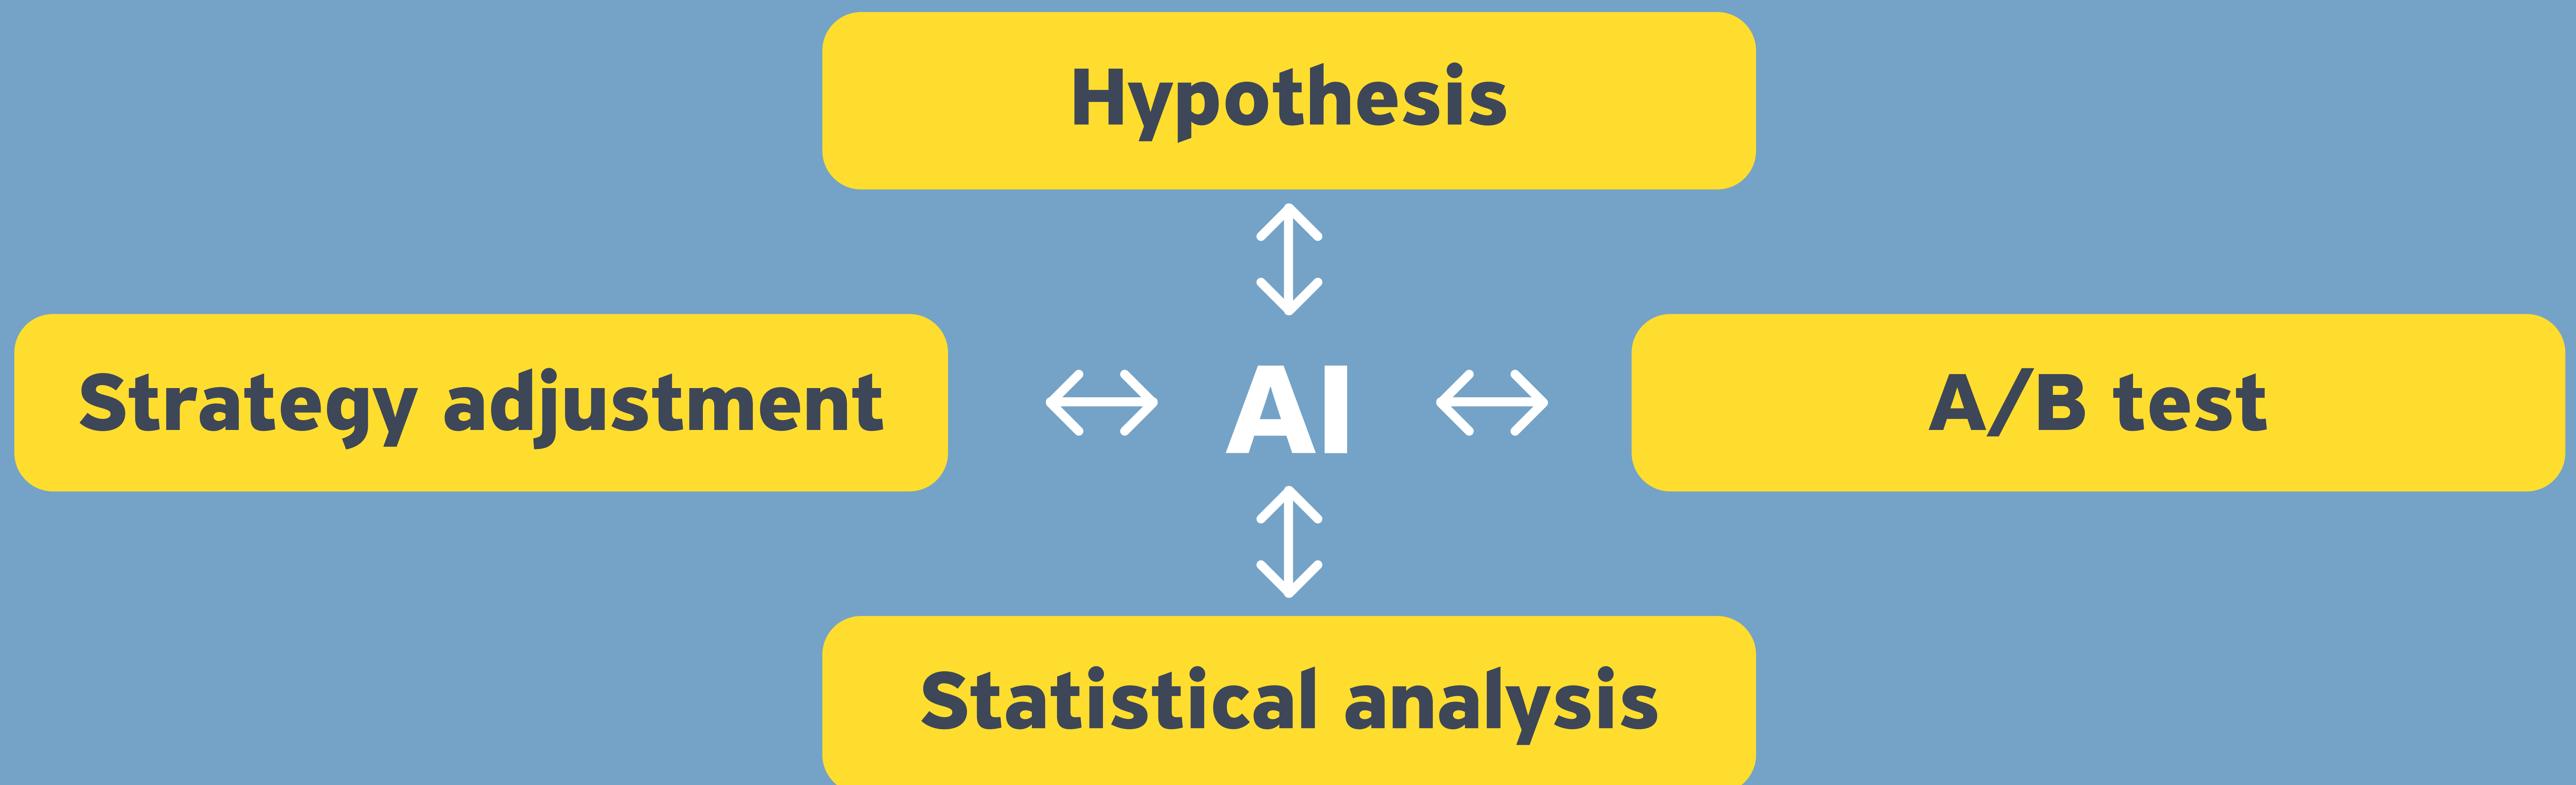 Hypothesis
Strategy adjustment
AI
A/B test
Statistical analysis